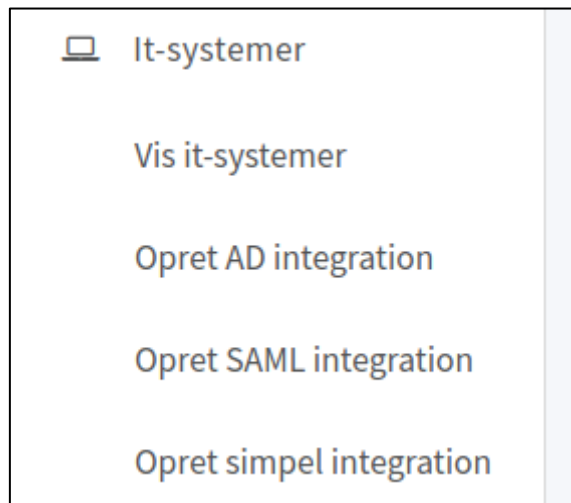 It-systemer
Vis it-systemer
Opret AD integration
Opret SAML integration
Opret simpel integration